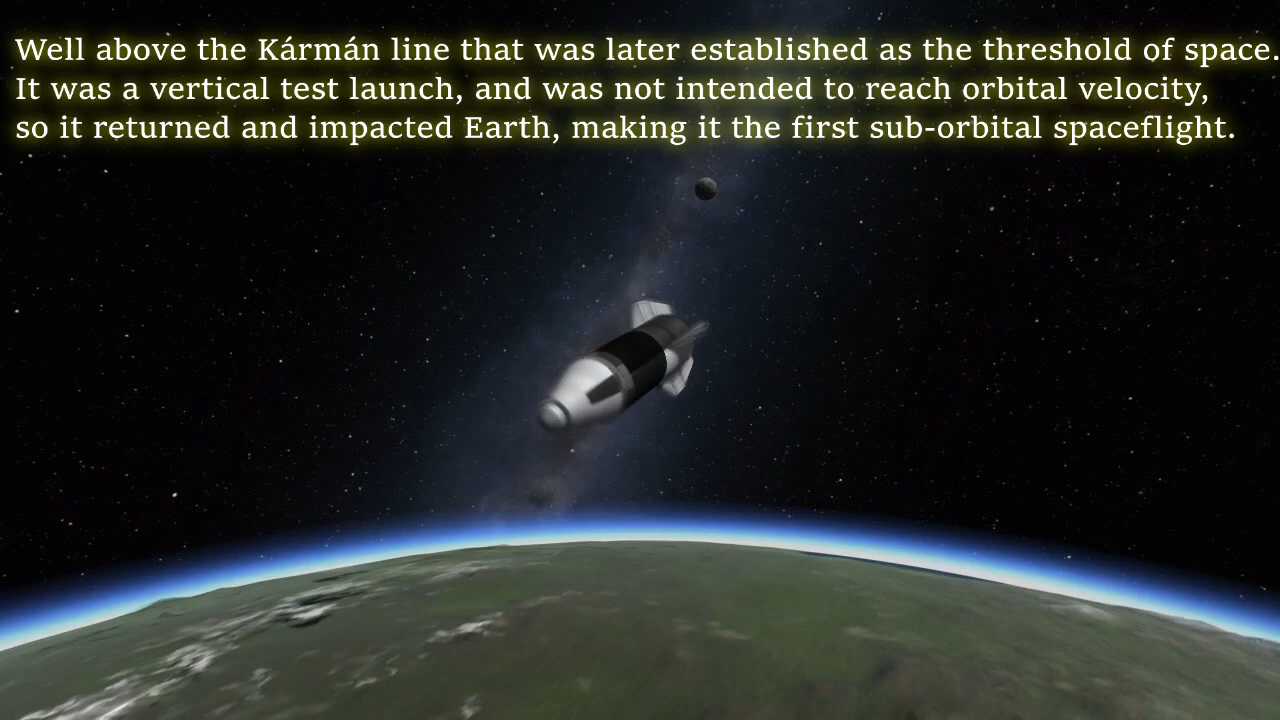 Well above the Kármán line that was later established as the threshold of space.
It was a vertical test launch, and was not intended to reach orbital velocity,
so it returned and impacted Earth, making it the first sub-orbital spaceflight.